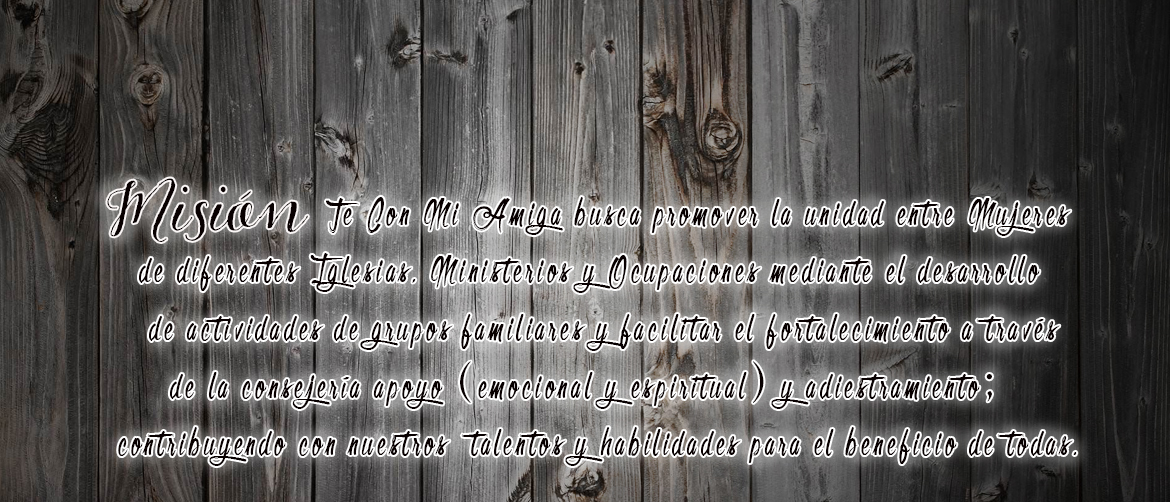 Misión Te Con Mi Amiga busca promover la unidad entre Mujeres
de diferentes Iglesias. Ministerios y Ocupaciones mediante el desarrollo
de actividades de grupos familiares y facilitar el fortalecimiento a través
de la consejería apoyo (emocional y espiritual) y adiestramiento;
contribuyendo con nuestros talentos y habilidades para el beneficio de todas.